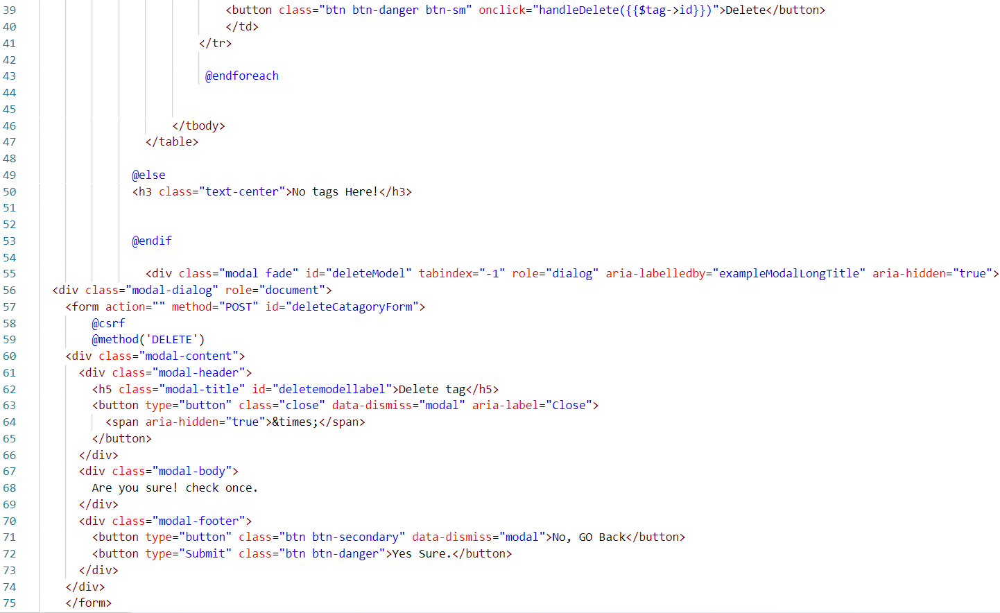 39 <button class="btn btn-danger btn-sm" onclick="handleDelete({{$tag->id}})">Delete</button>
40 </td>
41 </tr>
42
43 @endforeach
44
45
46 </tbody>
47 </table>
48
49 @else
50 <h3 class="text-center">No tags Here!</h3>
51
52
53 @endif
54
55 <div class="modal fade" id="deleteModel" tabindex="-1" role="dialog" aria-labelledby="exampleModalLongTitle" aria-hidden="true">
56 <div class="modal-dialog" role="document">
57 <form action="" method="POST" id="deleteCatagoryForm">
58 @csrf
59 @method('DELETE')
60 <div class="modal-content">
61 <div class="modal-header">
62 <h5 class="modal-title" id="deletemodellabel">Delete tag</h5>
63 <button type="button" class="close" data-dismiss="modal" aria-label="Close">
64 <span aria-hidden="true">&times;</span>
65 </button>
66 </div>
67 <div class="modal-body">
68 Are you sure! check once.
69 </div>
70 <div class="modal-footer">
71 <button type="button" class="btn btn-secondary" data-dismiss="modal">No, GO Back</button>
72 <button type="Submit" class="btn btn-danger">Yes Sure.</button>
73 </div>
74 </div>
75 </form>